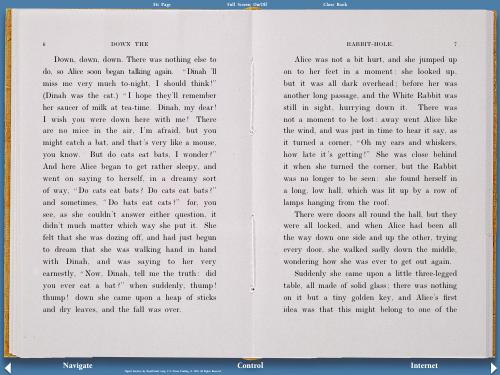 Fit Page
Full Screen On/Off
Close Book
6
DOWN THE
Down, down, down. There was nothing else to
do, so Alice soon began talking again. "Dinah 'll
miss me very much to-night, I should think!"
(Dinah was the cat.) "I hope they'll remember
her saucer of milk at tea-time. Dinah, my dear!
I wish you were down here with me! There
are no mice in the air, I'm afraid, but you
might catch a bat, and that's very like a mouse,
you know. But do cats eat bats, I wonder?"
And here Alice began to get rather sleepy, and
went on saying to herself, in a dreamy sort
of way, "Do cats eat bats? Do cats eat bats?"
and sometimes, "Do bats eat cats?" for, you
see, as she couldn't answer either question, it
didn't much matter which way she put it. She
felt that she was dozing off, and had just begun
to dream that she was walking hand in hand
with Dinah, and was saying to her very
earnestly, "Now, Dinah, tell me the truth: did
you ever eat a bat?" when suddenly, thump!
thump! down she came upon a heap of sticks
and dry leaves, and the fall was over.
RABBIT-HOLE.
7
Alice was not a bit hurt, and she jumped up
on to her feet in a moment: she looked up,
but it was all dark overhead; before her was
another long passage, and the White Rabbit was
still in sight, hurrying down it. There was
not a moment to be lost: away went Alice like
the wind, and was just in time to hear it say, as
it turned a corner, "Oh my ears and whiskers,
how late it's getting!" She was close behind
it when she turned the corner, but the Rabbit
was no longer to be seen: she found herself in
a long, low hall, which was lit up by a row of
lamps hanging from the roof.
There were doors all round the hall, but they
were all locked, and when Alice had been all
the way down one side and up the other, trying
every door, she walked sadly down the middle,
wondering how she was ever to get out again.
Suddenly she came upon a little three-legged
table, all made of solid glass; there was nothing
on it but a tiny golden key, and Alice's first
idea was that this might belong to one of the
Navigate
Control
Internet